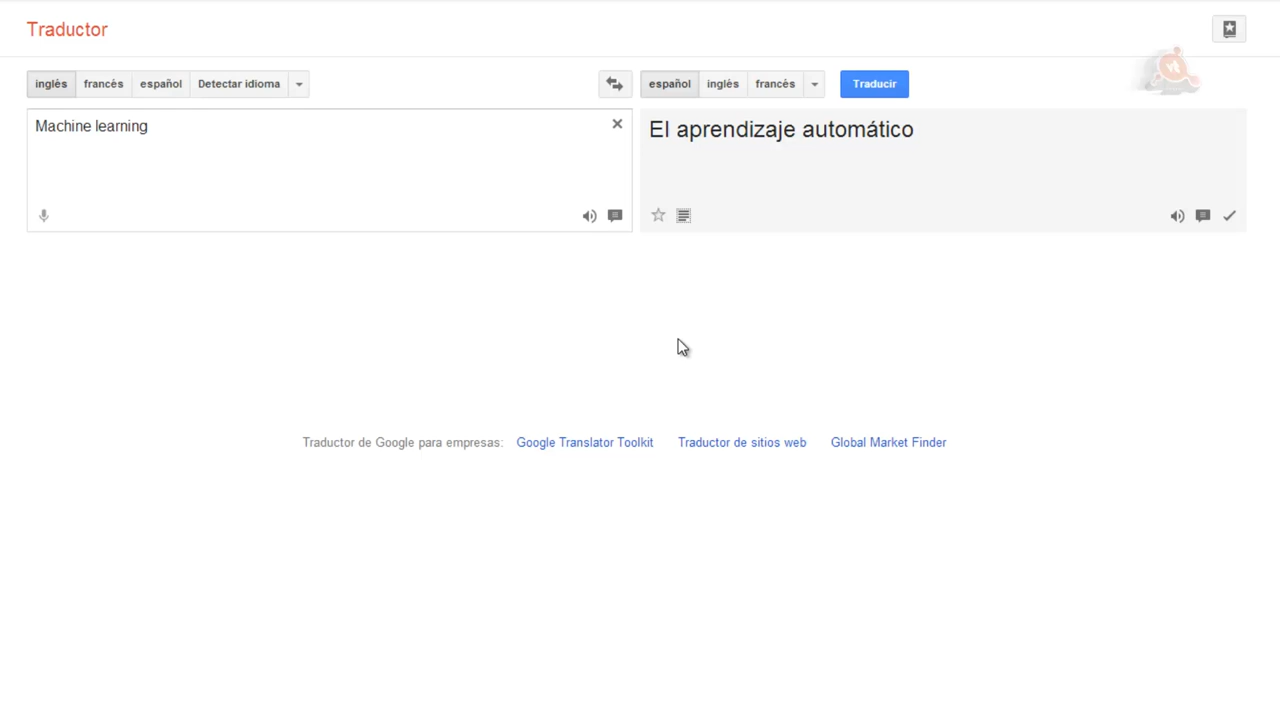 Traductor
inglés francés español Detectar idioma español inglés francés Traducir
Machine learning
El aprendizaje automático
Traductor de Google para empresas: Google Translator Toolkit Traductor de sitios web Global Market Finder